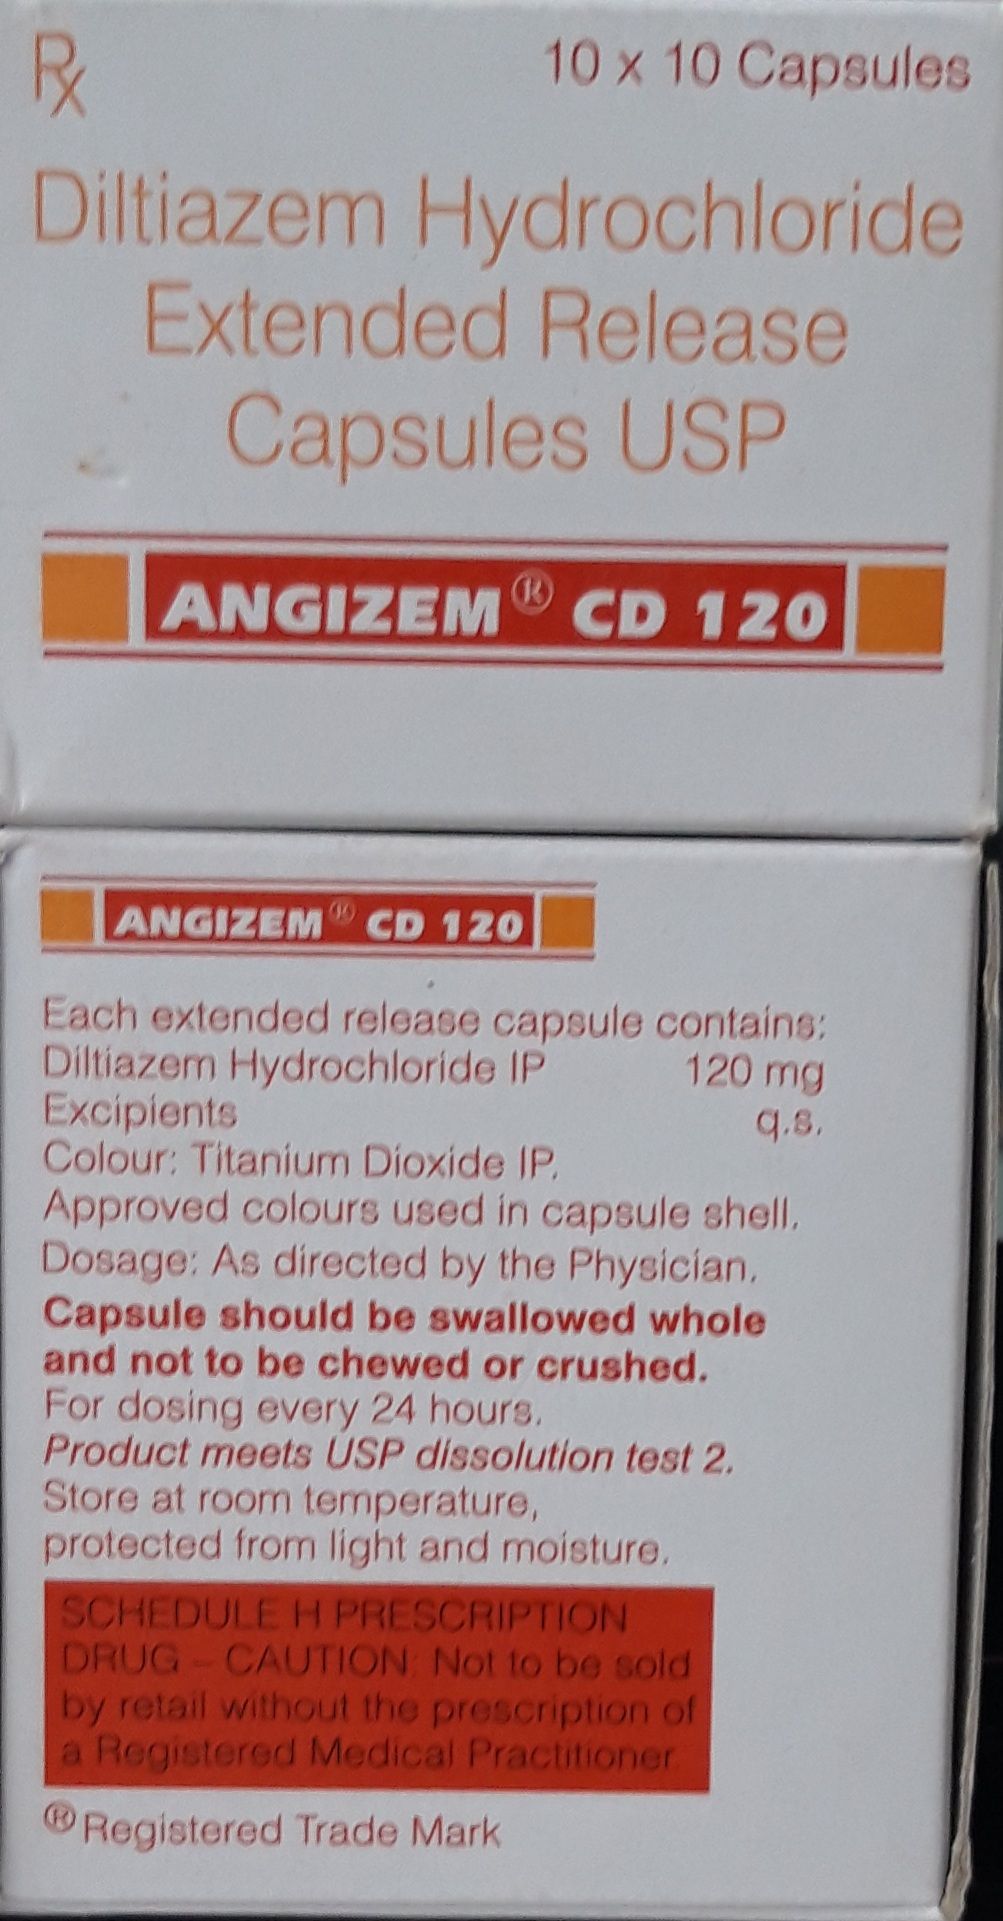 Rx
10 x 10 Capsules
Diltiazem Hydrochloride
Extended Release
Capsules USP
ANGIZEM® CD 120
ANGIZEM® CD 120
Each extended release capsule contains:
Diltiazem Hydrochloride IP 120 mg
Excipients q.s.
Colour: Titanium Dioxide IP.
Approved colours used in capsule shell.
Dosage: As directed by the Physician.
Capsule should be swallowed whole
and not to be chewed or crushed.
For dosing every 24 hours.
Product meets USP dissolution test 2.
Store at room temperature,
protected from light and moisture.
SCHEDULE H PRESCRIPTION
DRUG – CAUTION: Not to be sold
by retail without the prescription of
a Registered Medical Practitioner.
® Registered Trade Mark